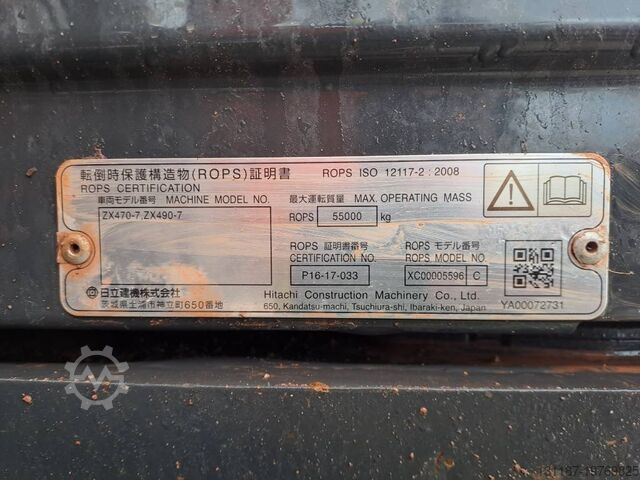 転倒時保護構造物(ROPS)証明書 ROPS ISO 12117-2 : 2008
ROPS CERTIFICATION
車両モデル番号 MACHINE MODEL NO. 最大運転質量 MAX. OPERATING MASS
ZX470-7,ZX490-7 ROPS 55000 kg
ROPS 証明書番号 ROPS モデル番号
CERTIFICATION NO. ROPS MODEL NO.
P16-17-033 XC00005596 C
日立建機株式会社 Hitachi Construction Machinery Co., Ltd.
茨城県土浦市神立町650番地 650, Kandatsu-machi, Tsuchiura-shi, Ibaraki-ken, Japan YA00072731